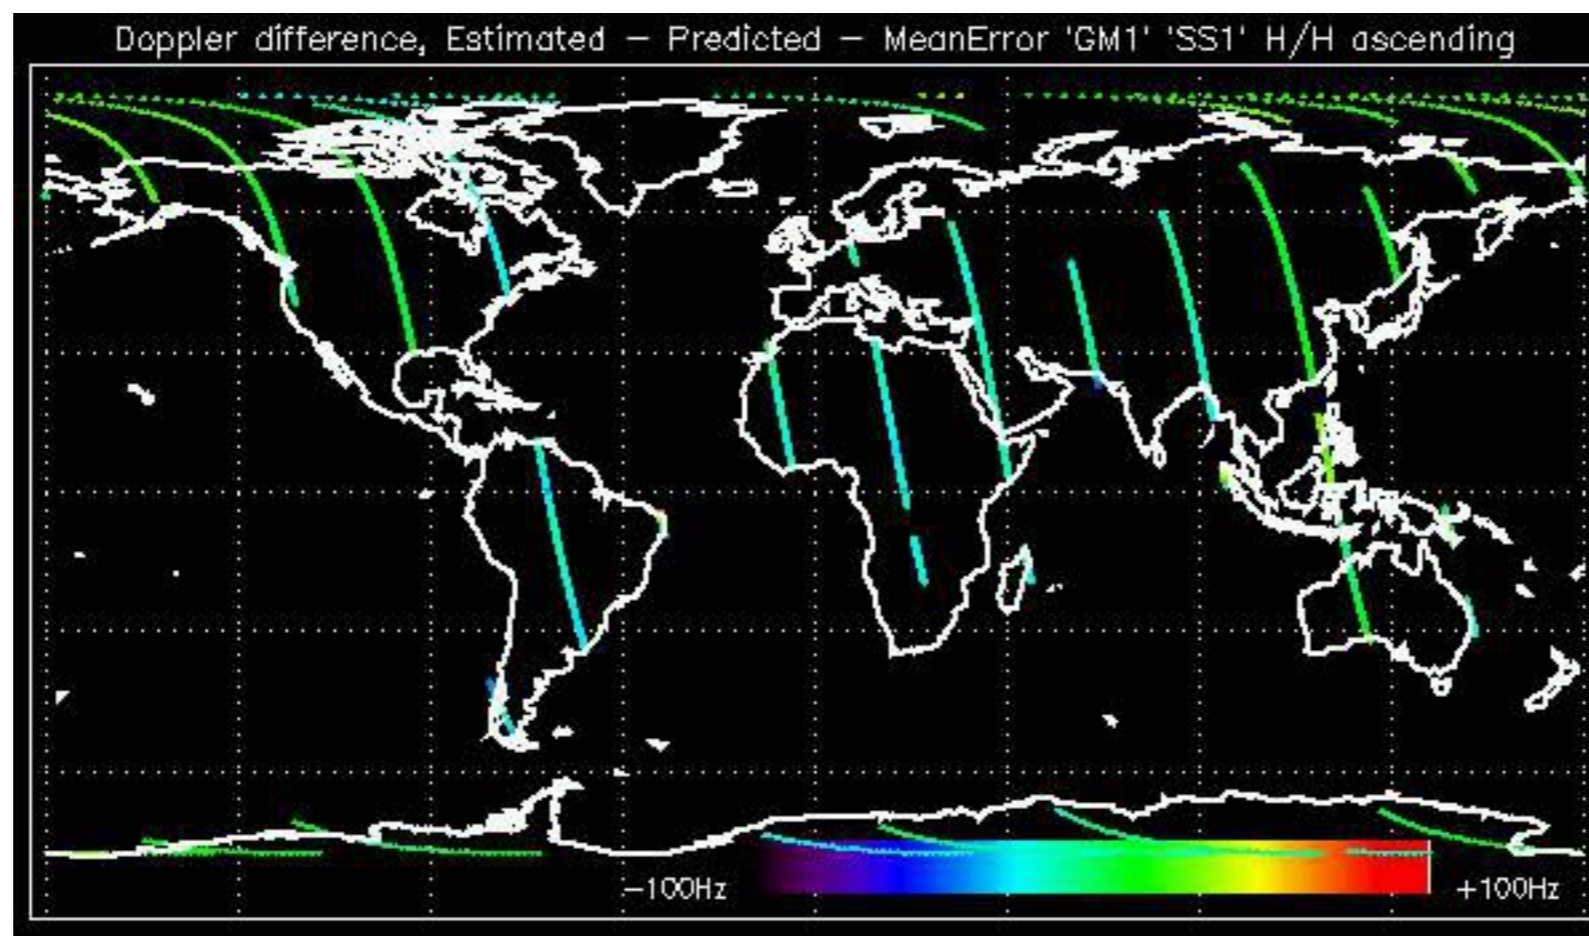 Doppler difference, Estimated – Predicted – MeanError 'GM1' 'SS1' H/H ascending
–100Hz
+100Hz